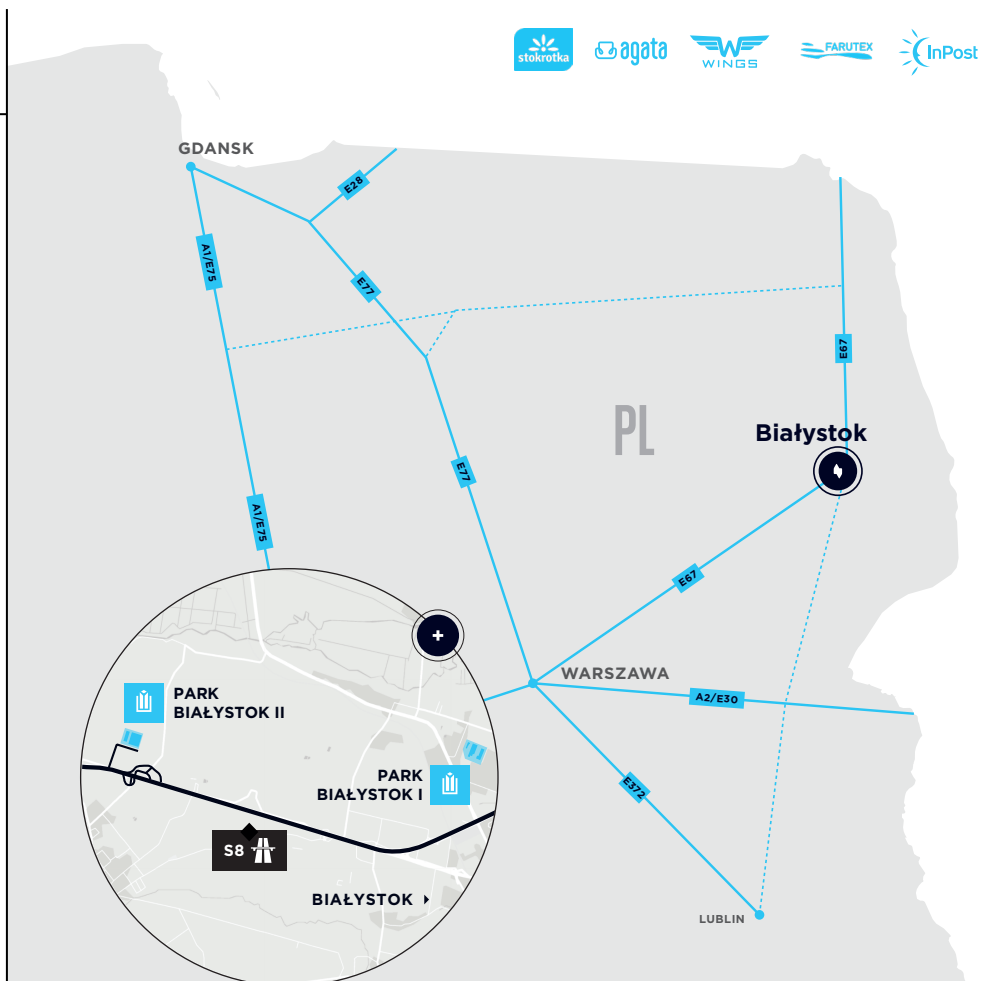 stokrotka
agata
W
WINGS
FARUTEX
InPost
GDANSK
E28
A1/E75
E77
E67
PL
Białystok
E77
A1/E75
E67
+
WARSZAWA
PARK
BIAŁYSTOK II
A2/E30
PARK
BIAŁYSTOK I
E372
S8
BIAŁYSTOK
LUBLIN